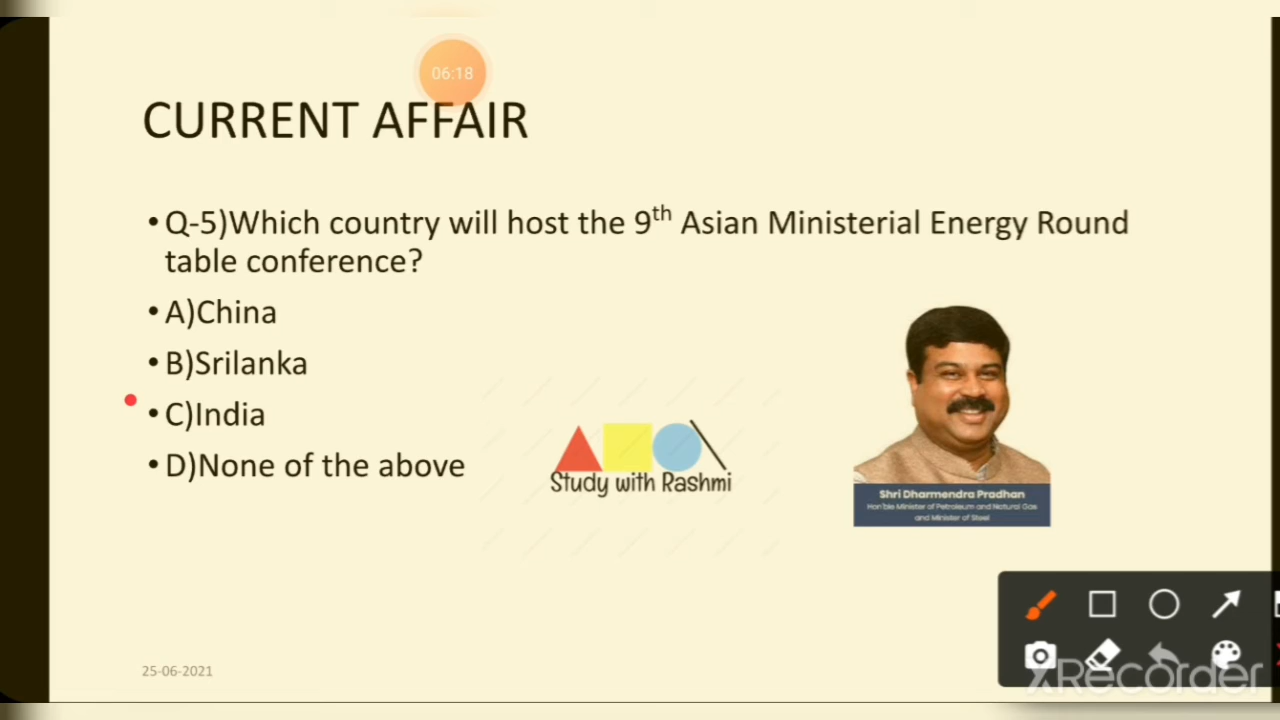 06:18
CURRENT AFFAIR
• Q-5)Which country will host the 9th Asian Ministerial Energy Round
table conference?
• A)China
• B)Srilanka
• C)India
• D)None of the above
Study with Rashmi
Shri Dharmendra Pradhan
Hon'ble Minister of Petroleum and Natural Gas
and Minister of Steel
25-06-2021
XRecorder